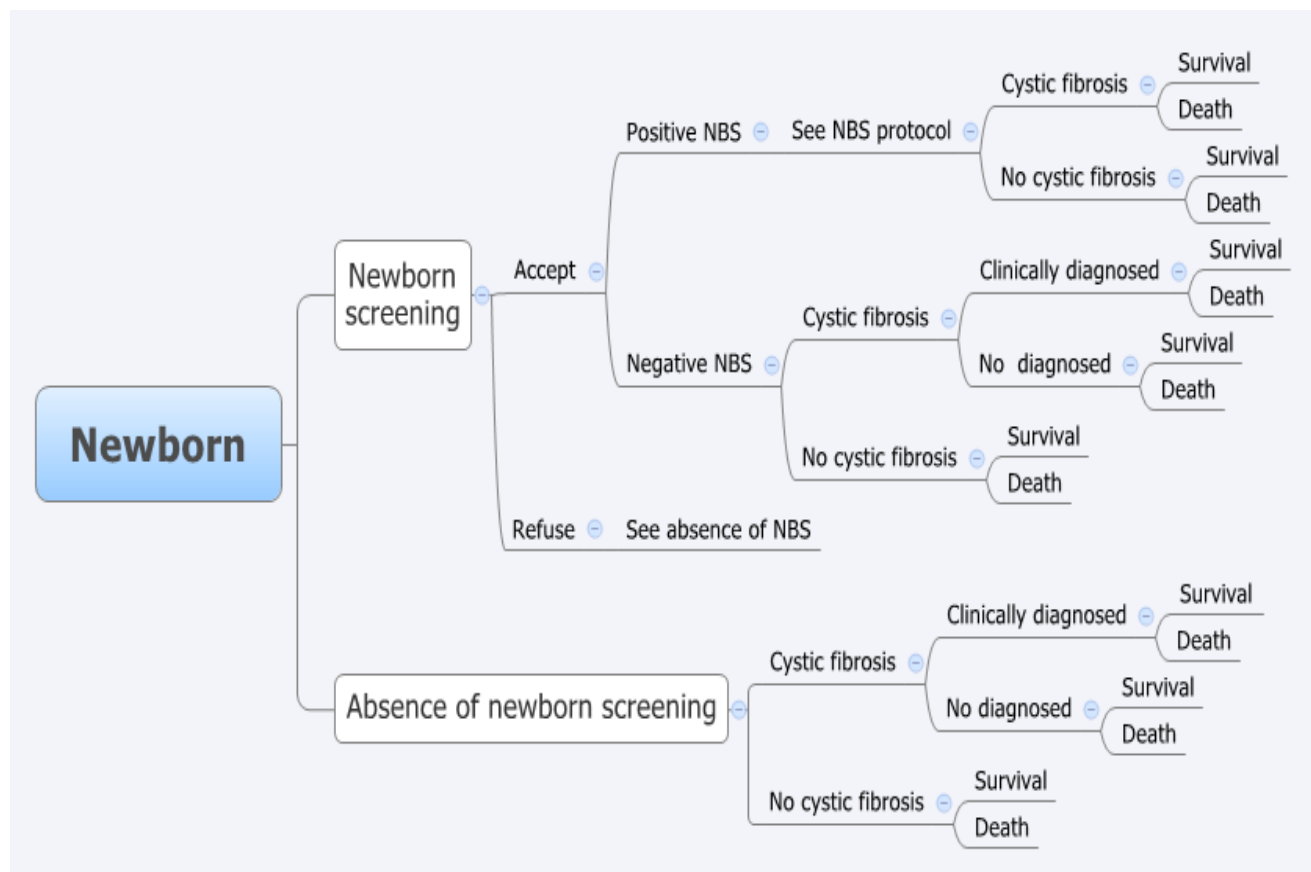 Newborn
Newborn
screening
Accept
Positive NBS
See NBS protocol
Cystic fibrosis
Survival
Death
No cystic fibrosis
Survival
Death
Negative NBS
Cystic fibrosis
Clinically diagnosed
Survival
Death
No  diagnosed
Survival
Death
No cystic fibrosis
Survival
Death
Refuse
See absence of NBS
Absence of newborn screening
Cystic fibrosis
Clinically diagnosed
Survival
Death
No diagnosed
Survival
Death
No cystic fibrosis
Survival
Death